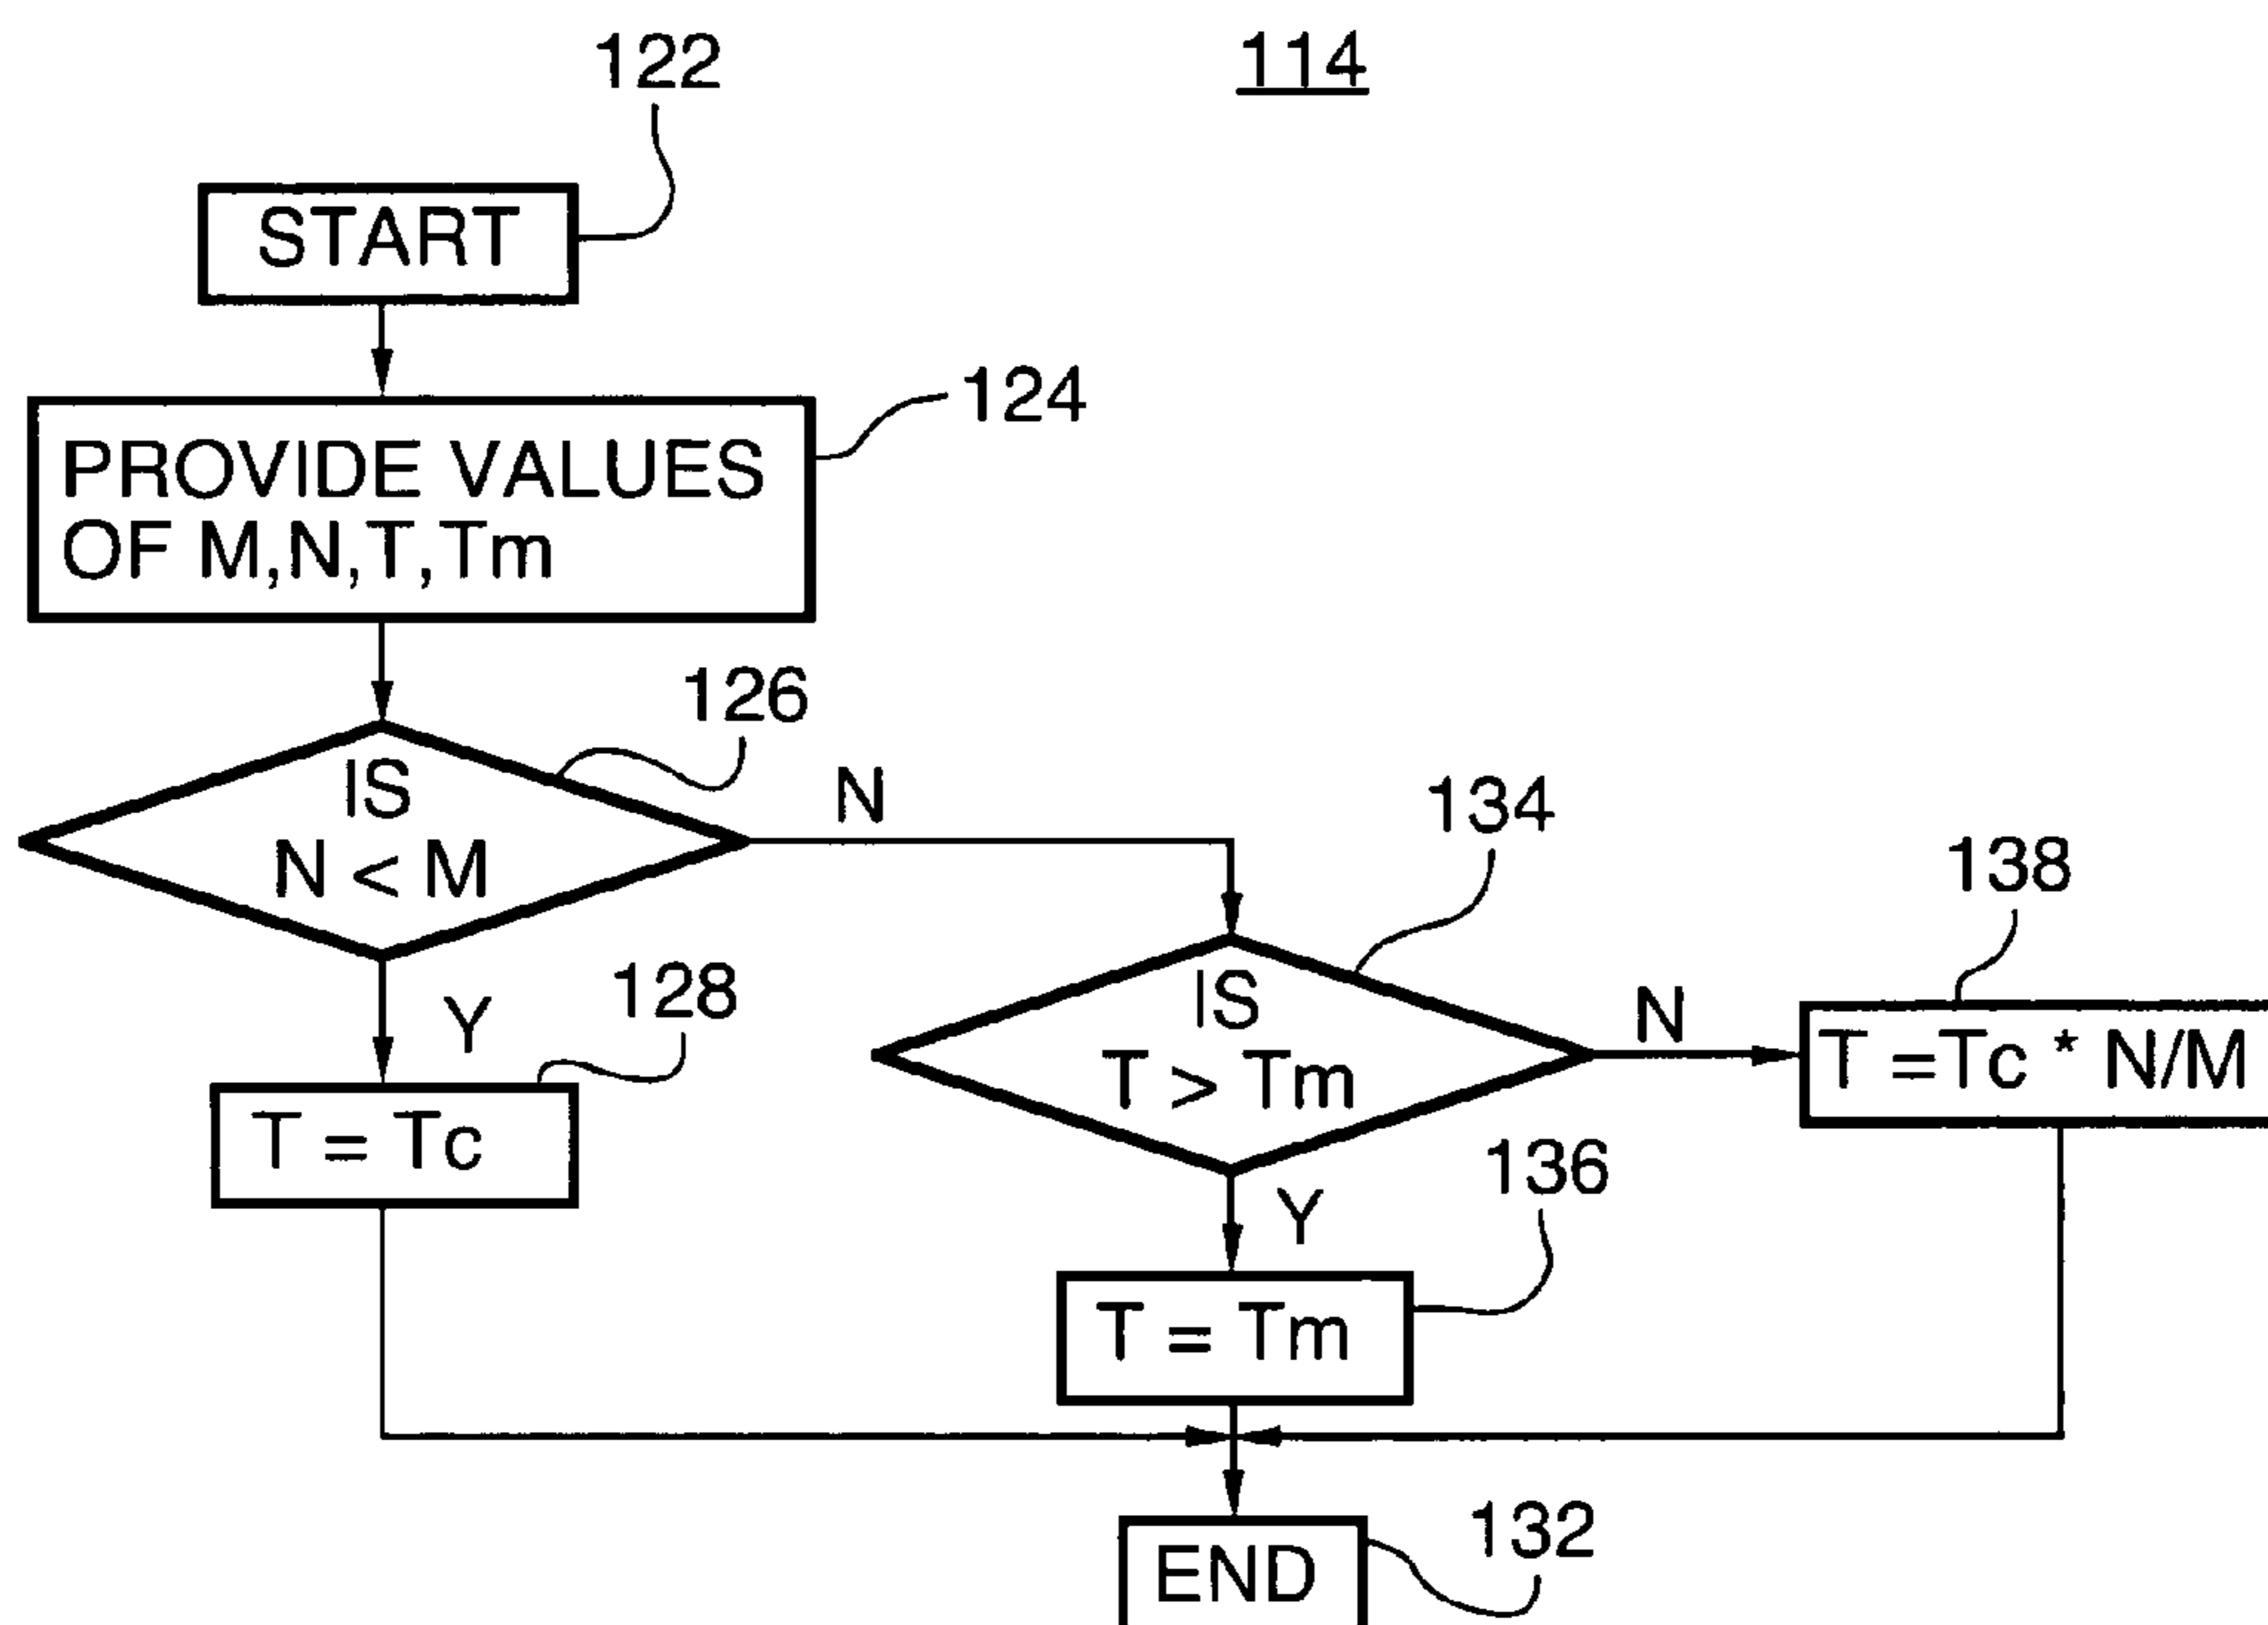 122
114
START
124
PROVIDE VALUES
OF M,N,T,Tm
126
IS
N < M
N
134
138
128
Y
IS
T > Tm
N
T =Tc * N/M
T = Tc
136
Y
T = Tm
132
END